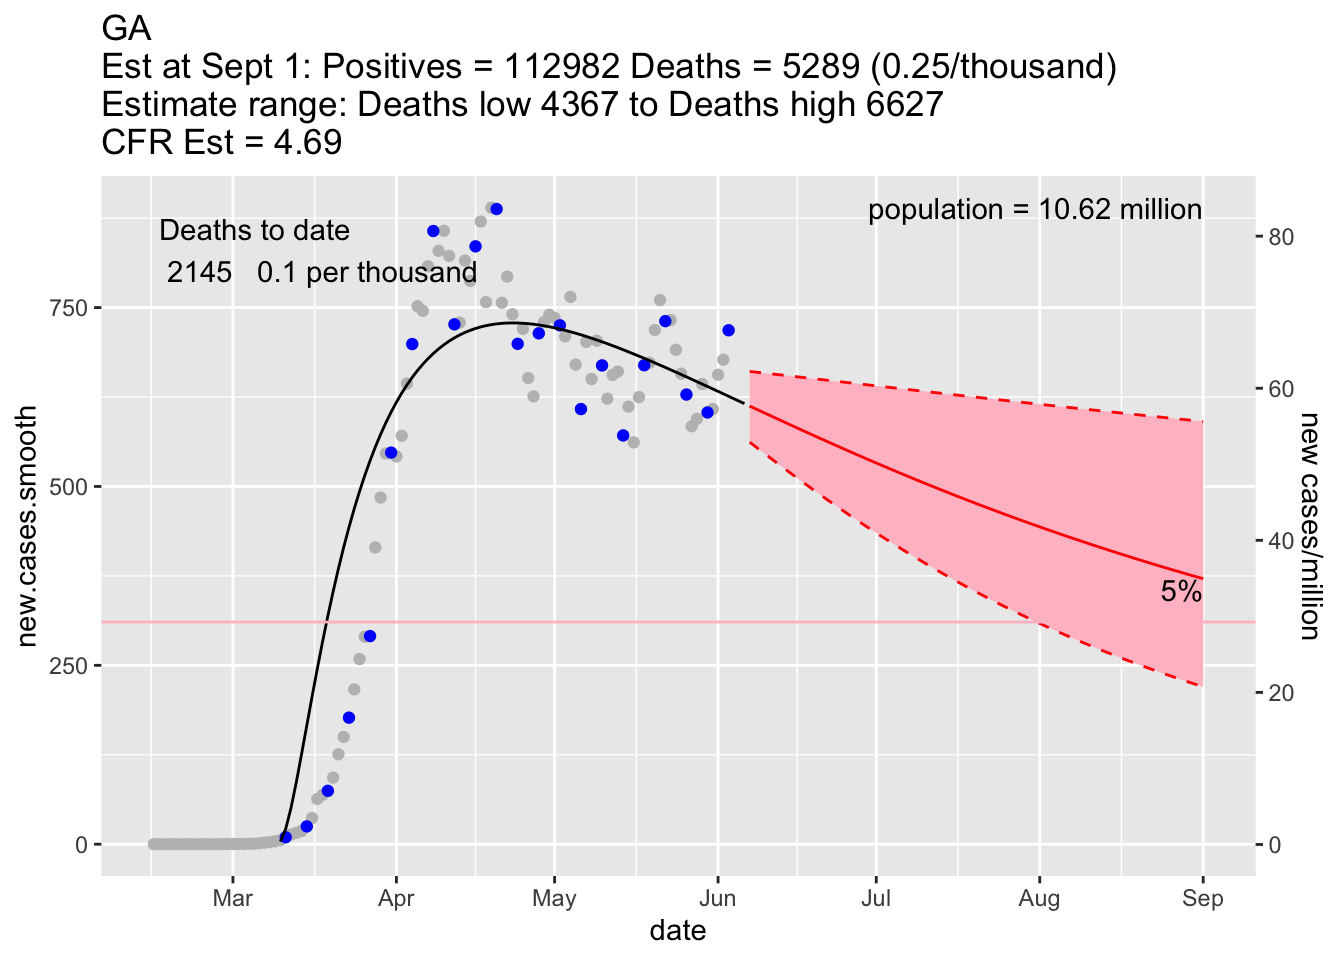 GA
Est at Sept 1: Positives = 112982 Deaths = 5289 (0.25/thousand)
Estimate range: Deaths low 4367 to Deaths high 6627
CFR Est = 4.69
Deaths to date
2145 0.1 per thousand
population = 10.62 million
5%
new.cases.smooth
750
500
250
0
80
60
40
20
0
new cases/million
Mar Apr May Jun Jul Aug Sep
date